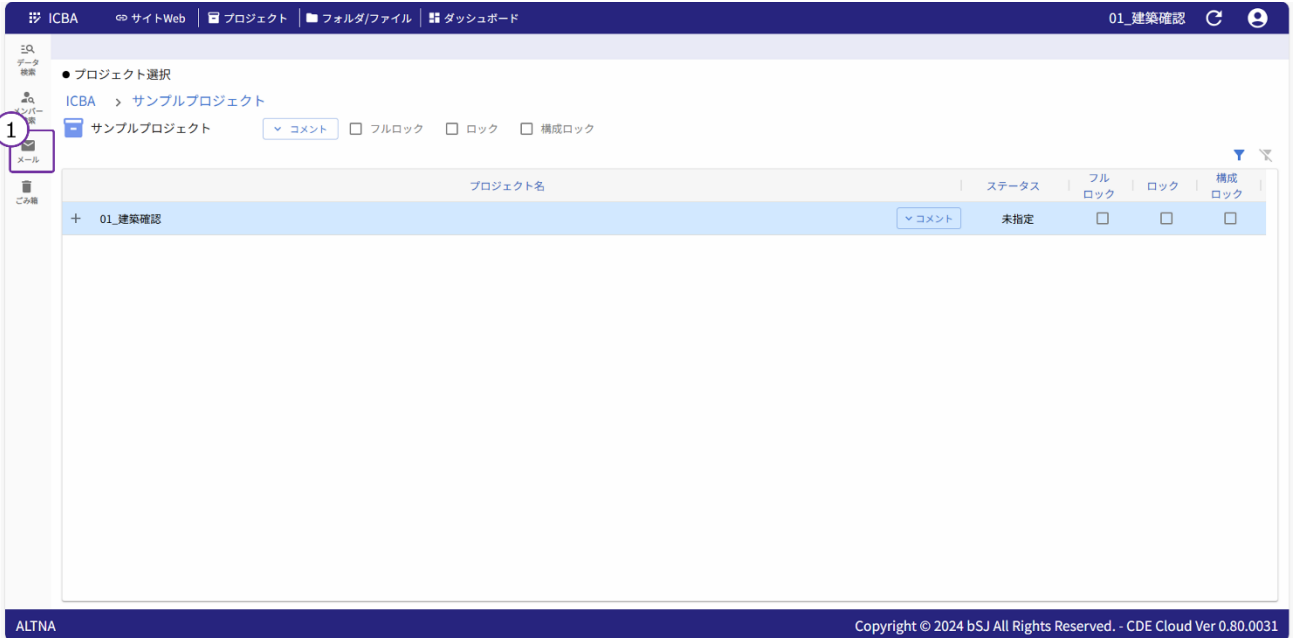 ICBA サイトWeb プロジェクト フォルダ/ファイル ダッシュボード 01_建築確認
データ
検索
メンバー
索
1
メール
ごみ箱
● プロジェクト選択
ICBA > サンプルプロジェクト
サンプルプロジェクト コメント フルロック ロック 構成ロック
プロジェクト名 ステータス フル
ロック ロック 構成
ロック
+ 01_建築確認 コメント 未指定
ALTNA Copyright © 2024 bSJ All Rights Reserved. - CDE Cloud Ver 0.80.0031